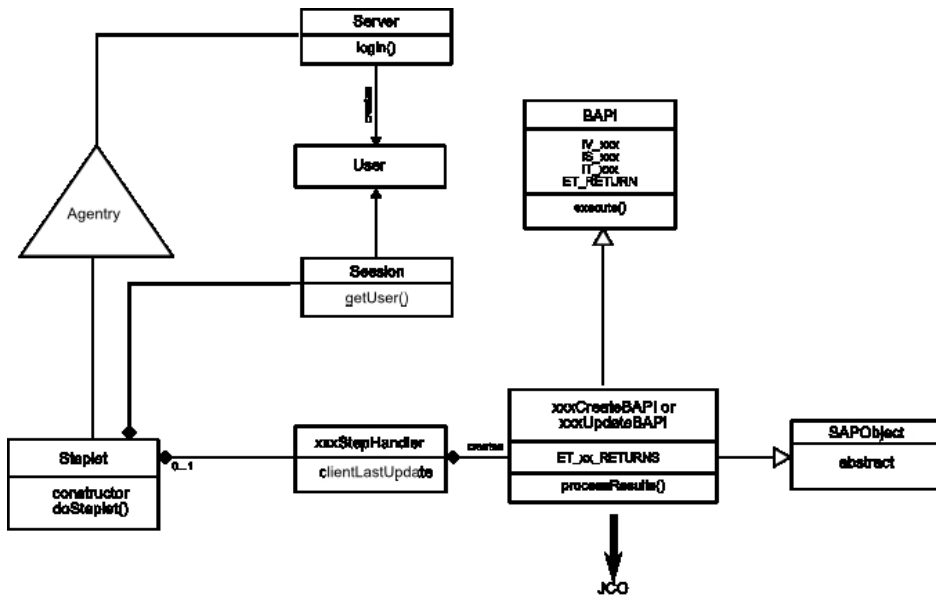 Server
login()
creates
User
Agentry
Session
getUser()
BAPI
IV_xxx
IS_xxx
IT_xxx
ET_RETURN
execute()
xxxCreateBAPI or
xxxUpdateBAPI
ET_xx_RETURNS
processResults()
SAPObject
abstract
Steplet
constructor
doSteplet()
0...1
xxxStepHandler
clientLastUpdate
creates
JCO